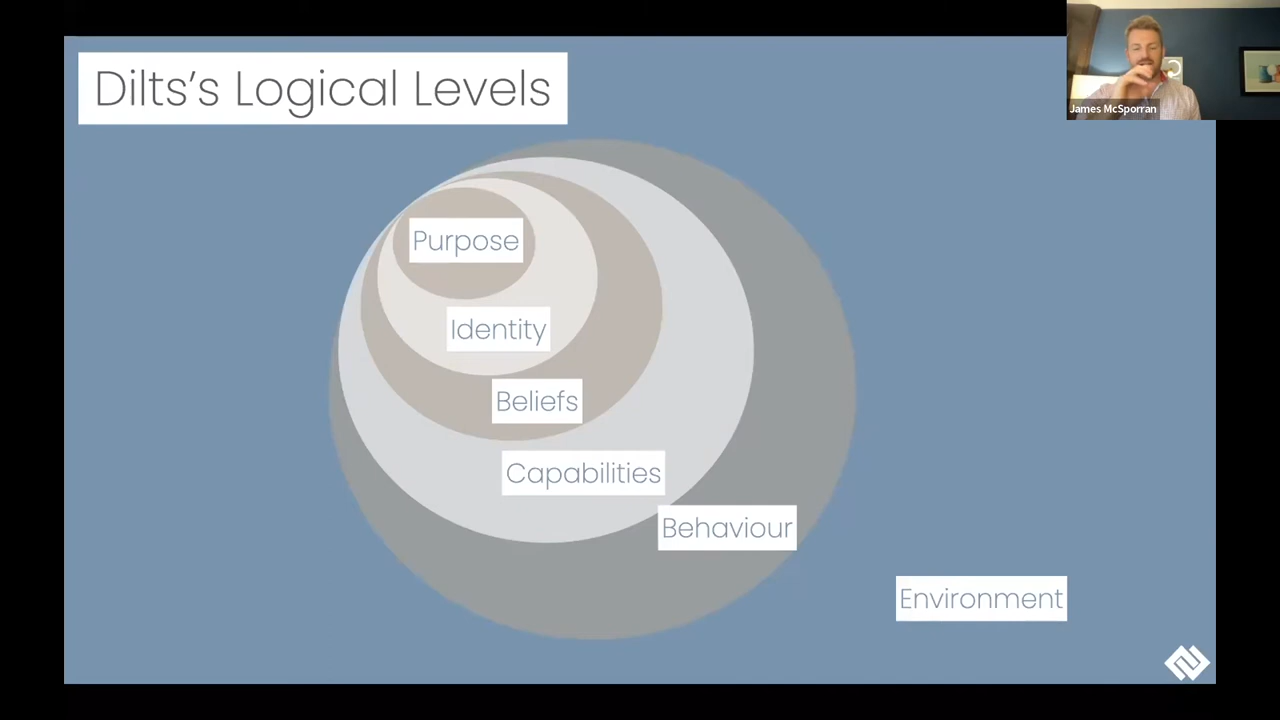 Dilts's Logical Levels
James McSporran
Purpose
Identity
Beliefs
Capabilities
Behaviour
Environment